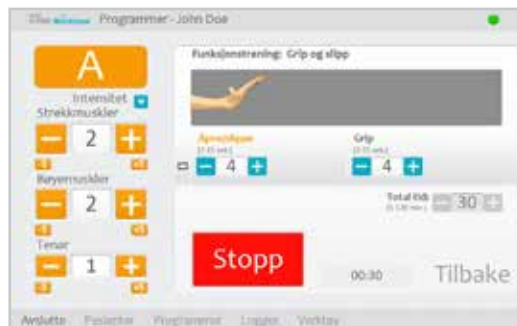 Programmer - John Doe
A
Intensitet
Strekkmuskler
2
Bøyemuskler
2
Tenar
1
Funksjonstrening: Grip og slipp
Åpne/slippe
4
Grip
4
Total tid:
30
Stopp
00:30
Tilbake
Avslutte Pasienter Programmer Logger Verktøy